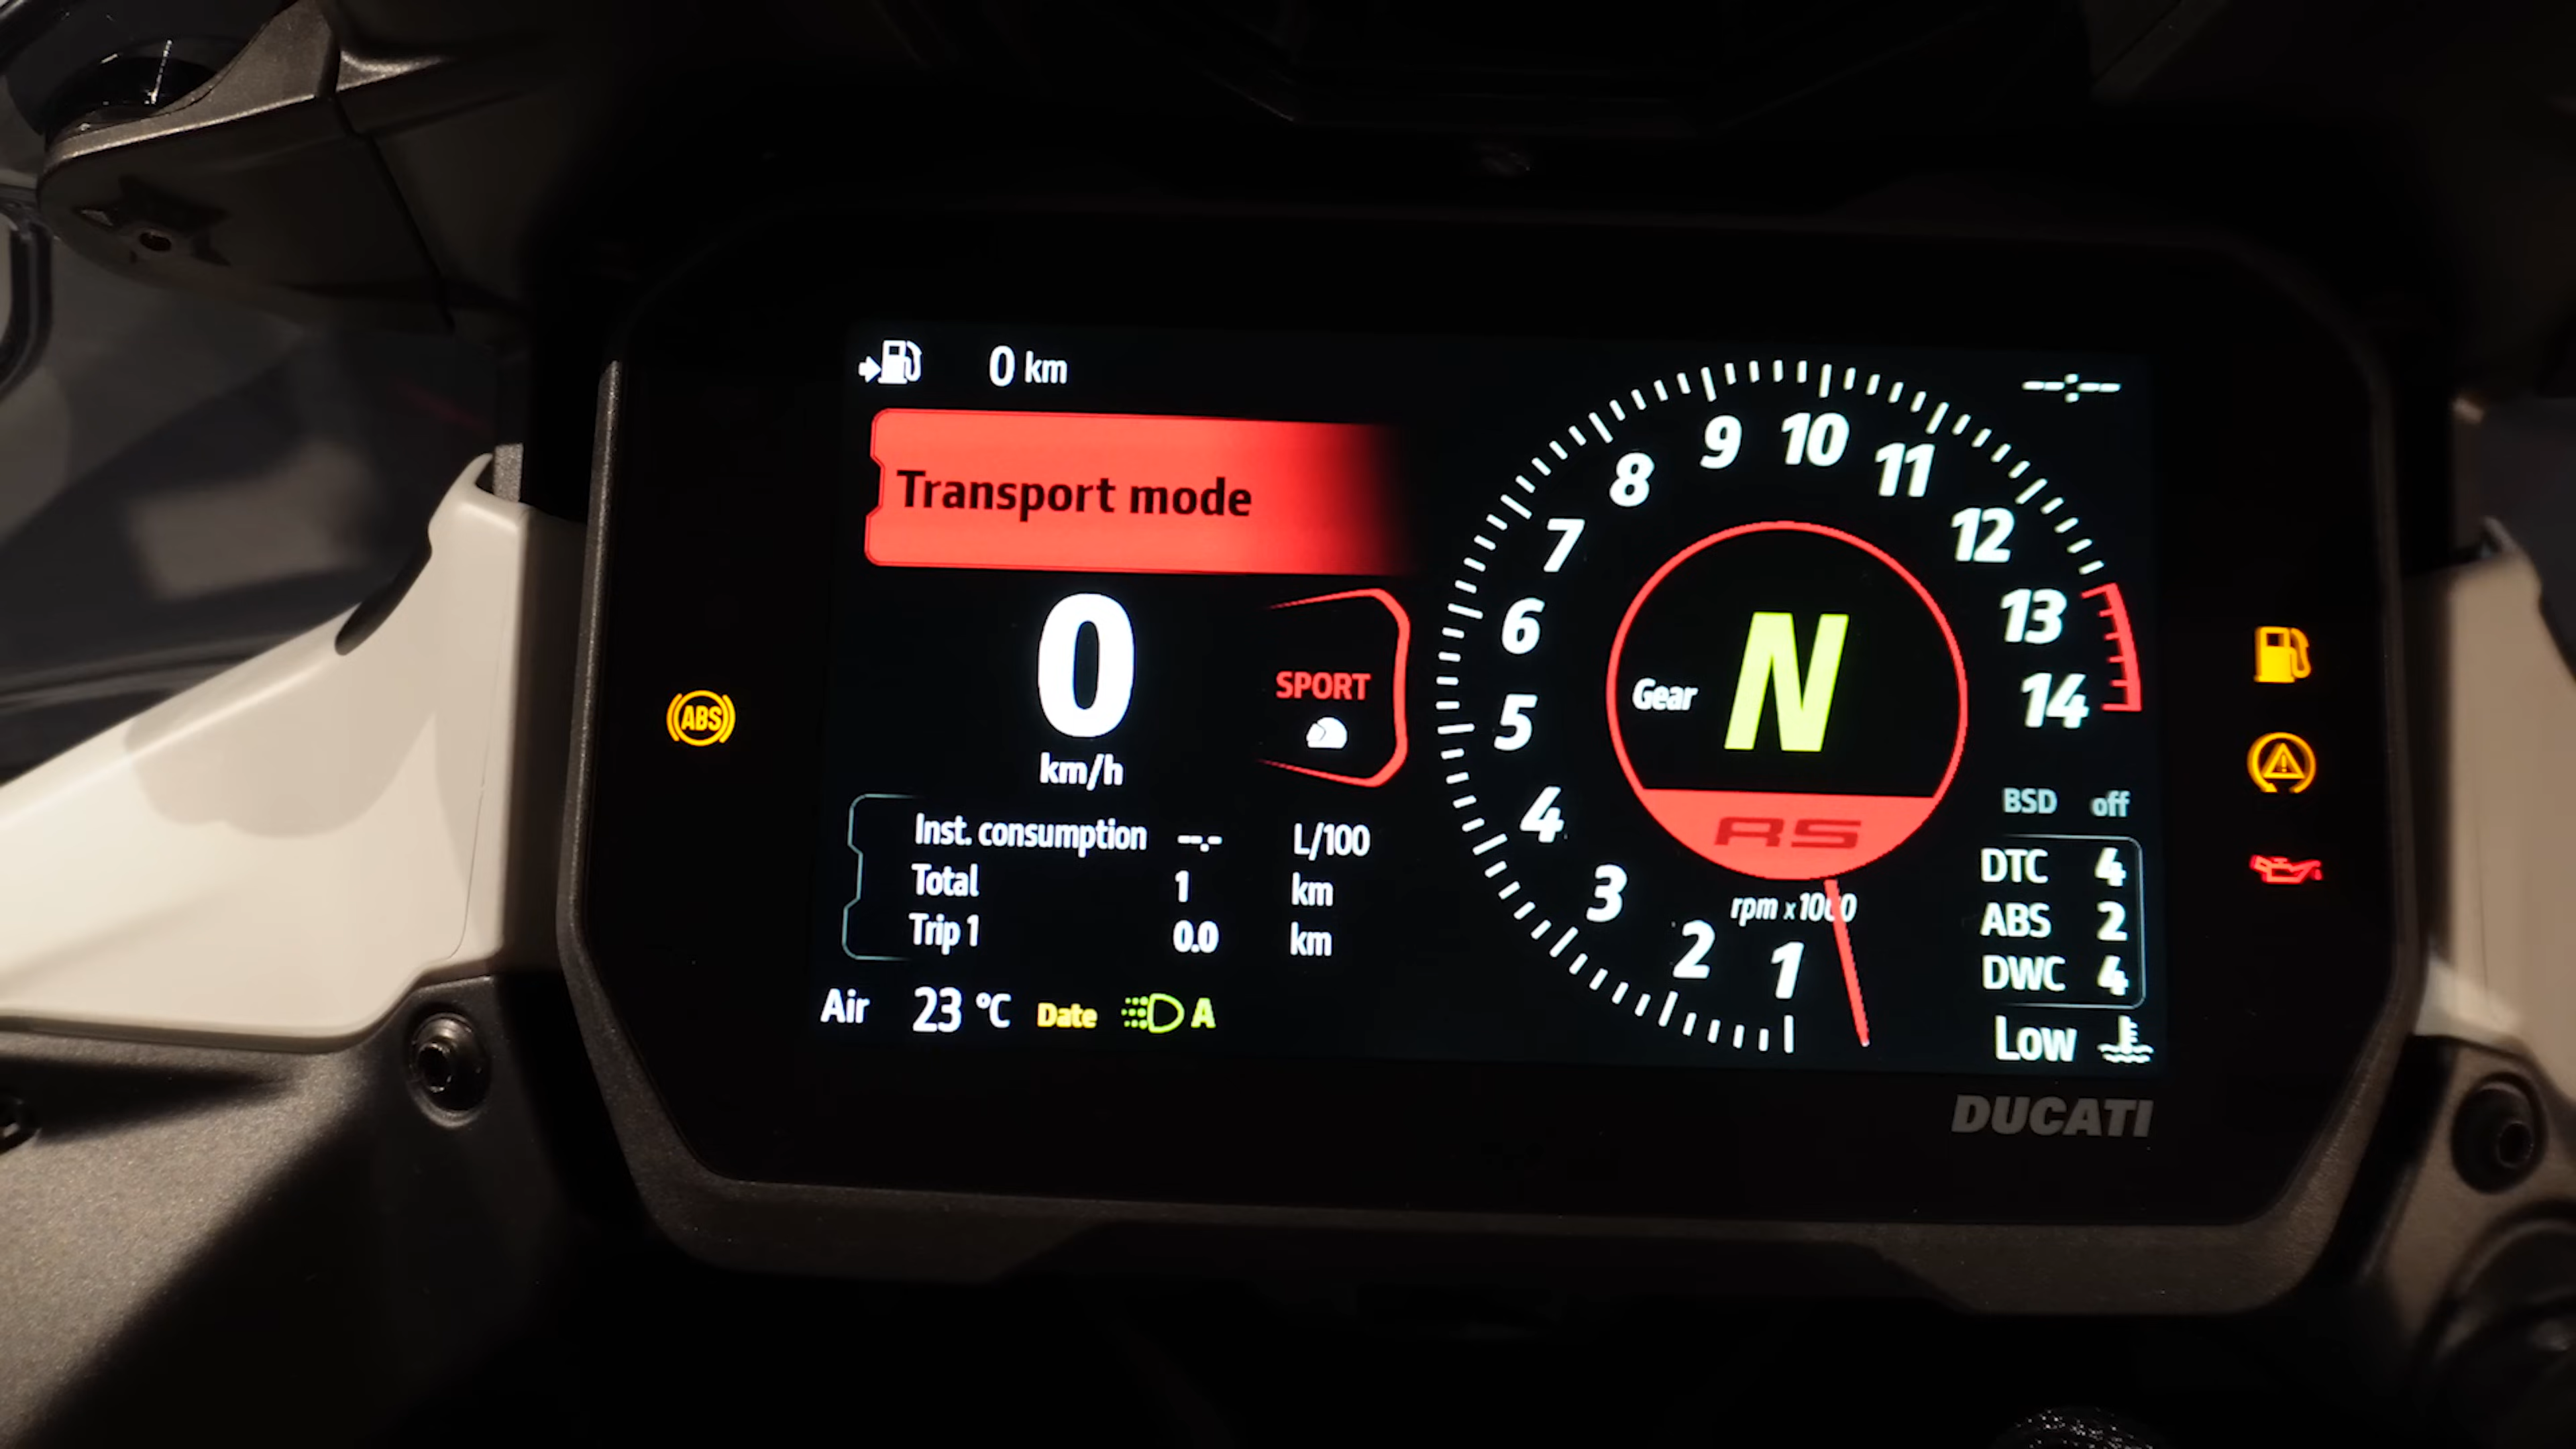 0 km
--:--
Transport mode
0
km/h
SPORT
ABS
Inst. consumption --.- L/100
Total 1 km
Trip 1 0.0 km
Air 23 °C Date A
1
2
3
4
5
6
7
8
9
10
11
12
13
14
Gear N
RS
rpm x1000
BSD off
DTC 4
ABS 2
DWC 4
Low
DUCATI